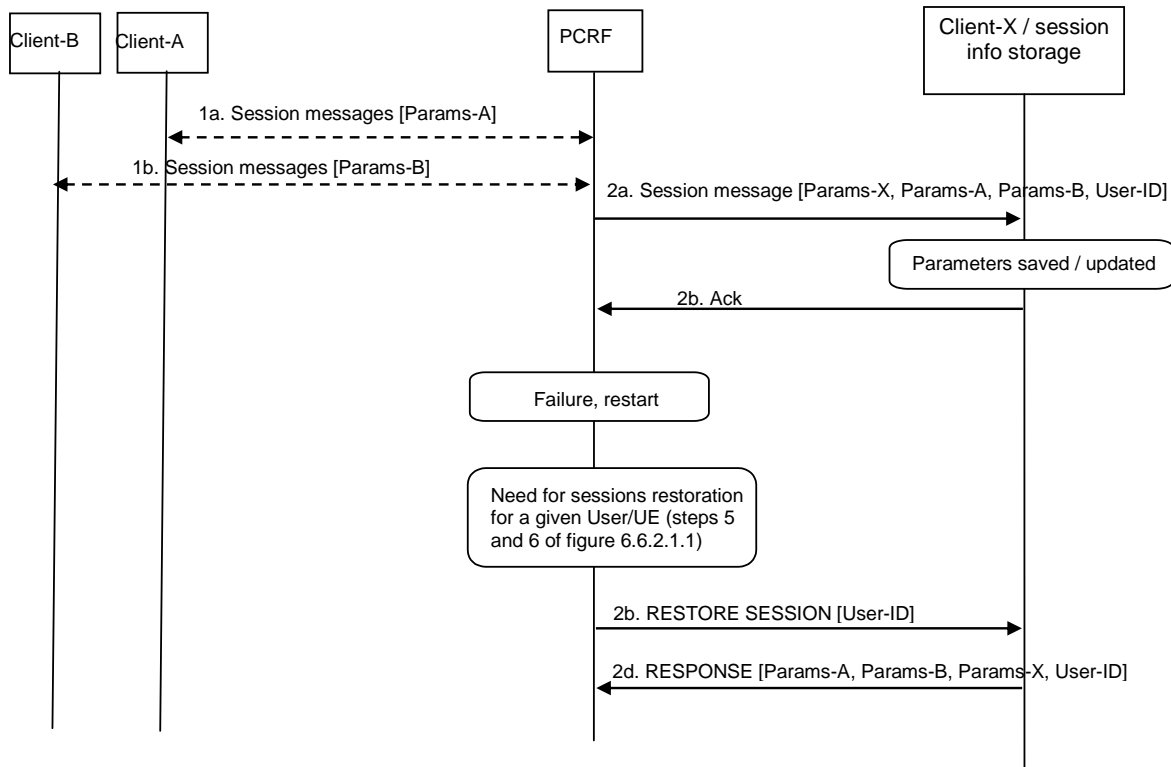 Client-B
Client-A
PCRF
Client-X / session
info storage
1a. Session messages [Params-A]
1b. Session messages [Params-B]
2a. Session message [Params-X, Params-A, Params-B, User-ID]
Parameters saved / updated
2b. Ack
Failure, restart
Need for sessions restoration
for a given User/UE (steps 5
and 6 of figure 6.6.2.1.1)
2b. RESTORE SESSION [User-ID]
2d. RESPONSE [Params-A, Params-B, Params-X, User-ID]